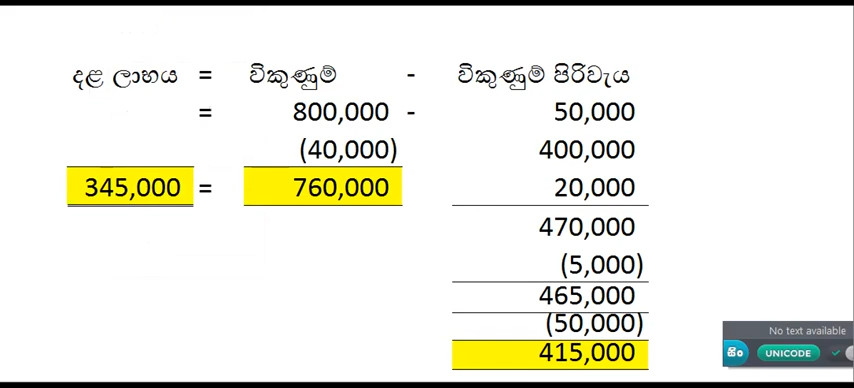 දළ ලාභය = විකුණුම් - විකුණුම් පිරිවැය
= 800,000 - 50,000
(40,000) 400,000
345,000 = 760,000 20,000
470,000
(5,000)
465,000
(50,000)
415,000
No text available
සිං UNICODE